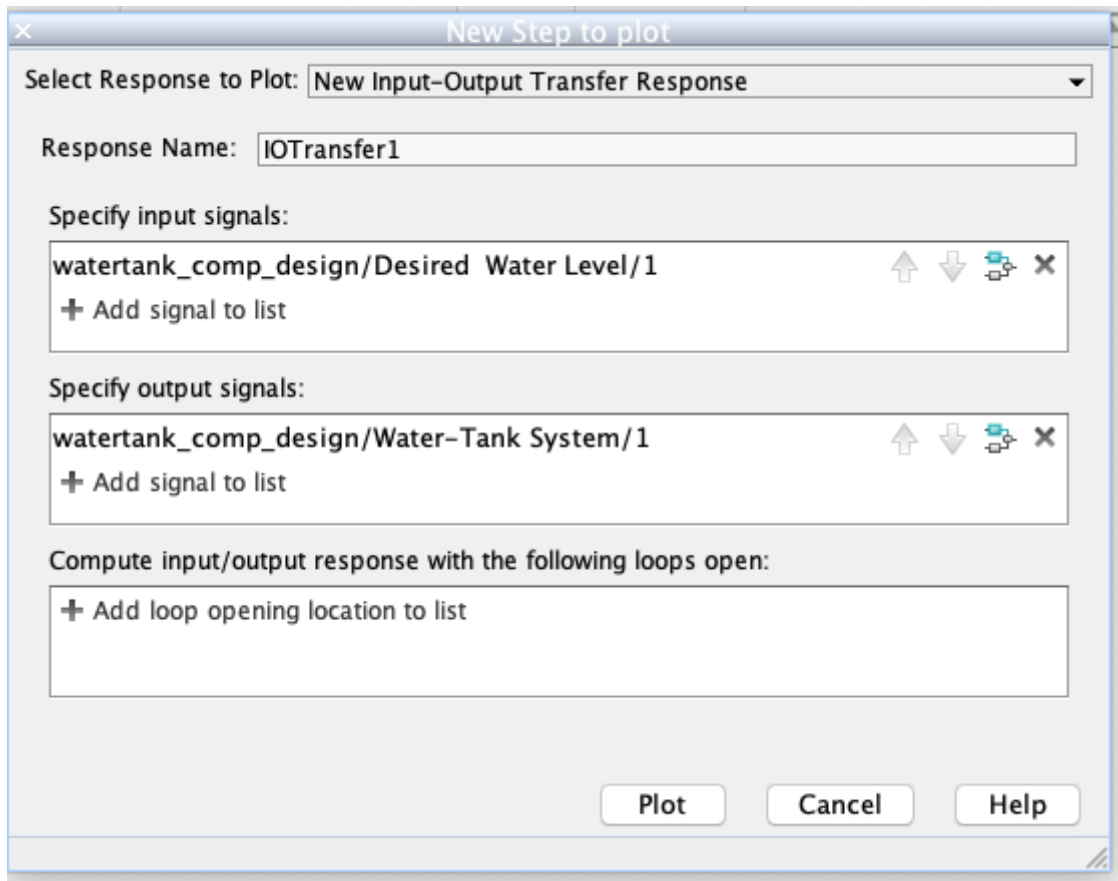 New Step to plot
Select Response to Plot: New Input-Output Transfer Response
Response Name: IOTransfer1
Specify input signals:
watertank_comp_design/Desired  Water Level/1
Add signal to list
Specify output signals:
watertank_comp_design/Water-Tank System/1
Add signal to list
Compute input/output response with the following loops open:
Add loop opening location to list
Plot Cancel Help